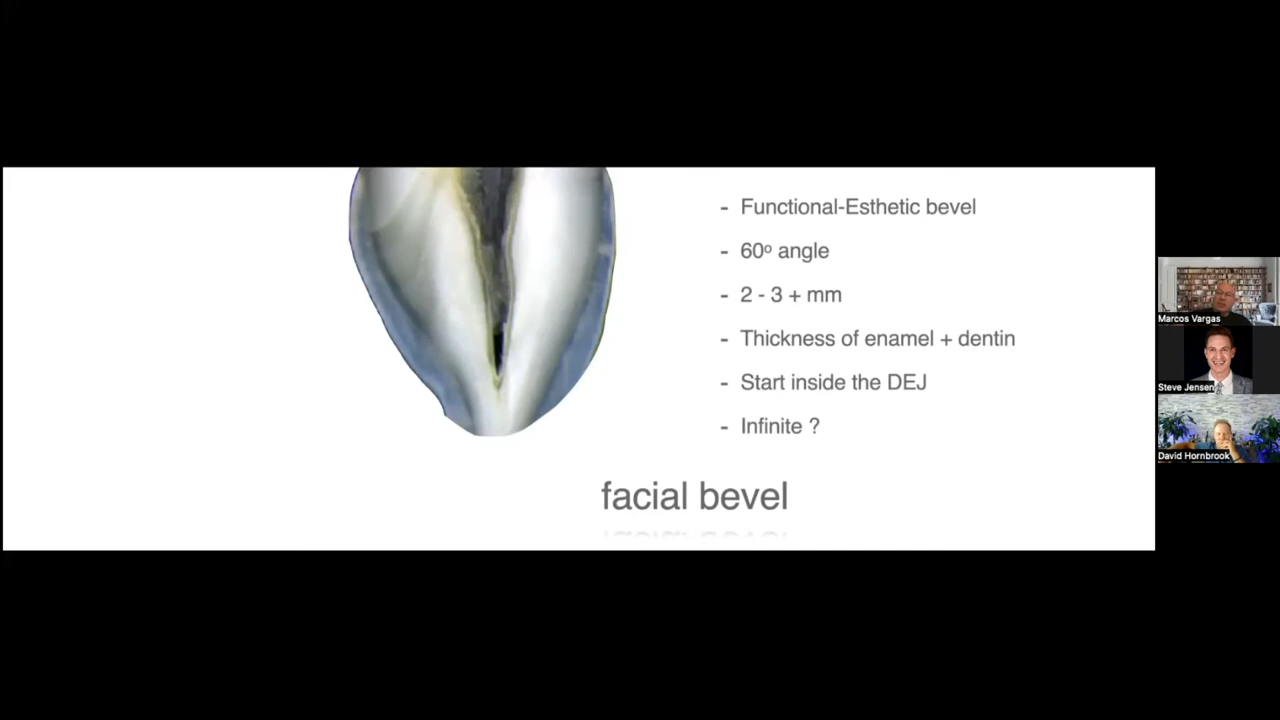 - Functional-Esthetic bevel
- 60º angle
- 2 - 3 + mm
- Thickness of enamel + dentin
- Start inside the DEJ
- Infinite ?
facial bevel
Marcos Vargas
Steve Jensen
David Hornbrook